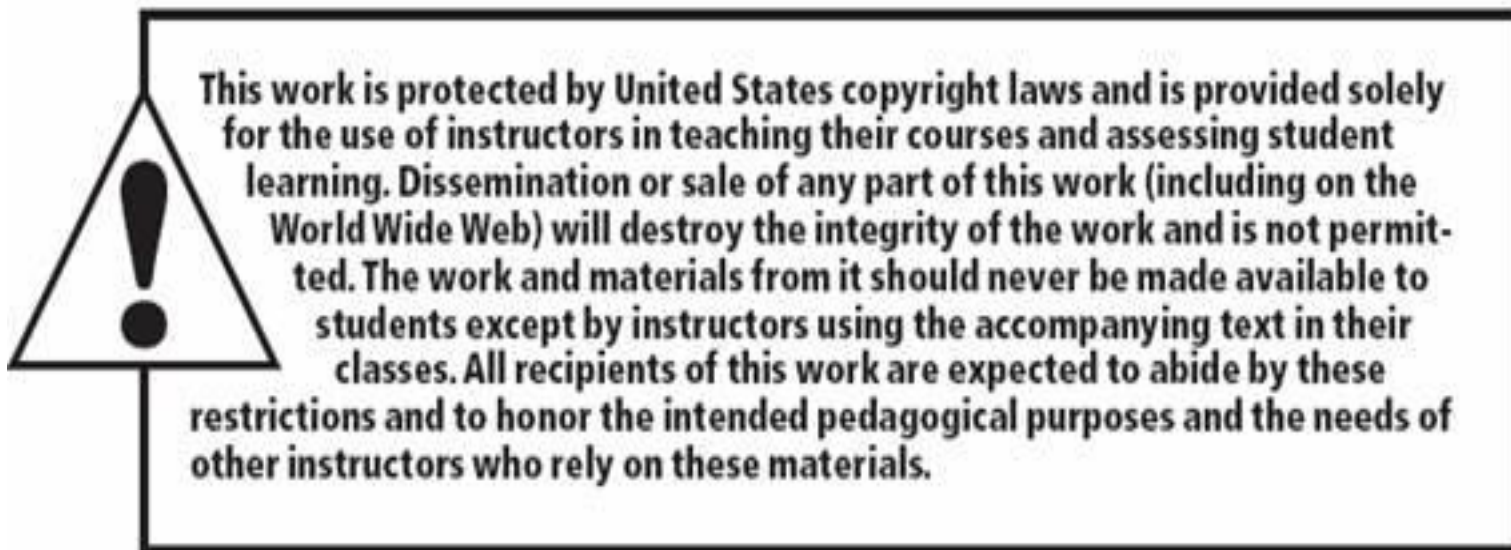 This work is protected by United States copyright laws and is provided solely
for the use of instructors in teaching their courses and assessing student
learning. Dissemination or sale of any part of this work (including on the
World Wide Web) will destroy the integrity of the work and is not permit-
ted. The work and materials from it should never be made available to
students except by instructors using the accompanying text in their
classes. All recipients of this work are expected to abide by these
restrictions and to honor the intended pedagogical purposes and the needs of
other instructors who rely on these materials.